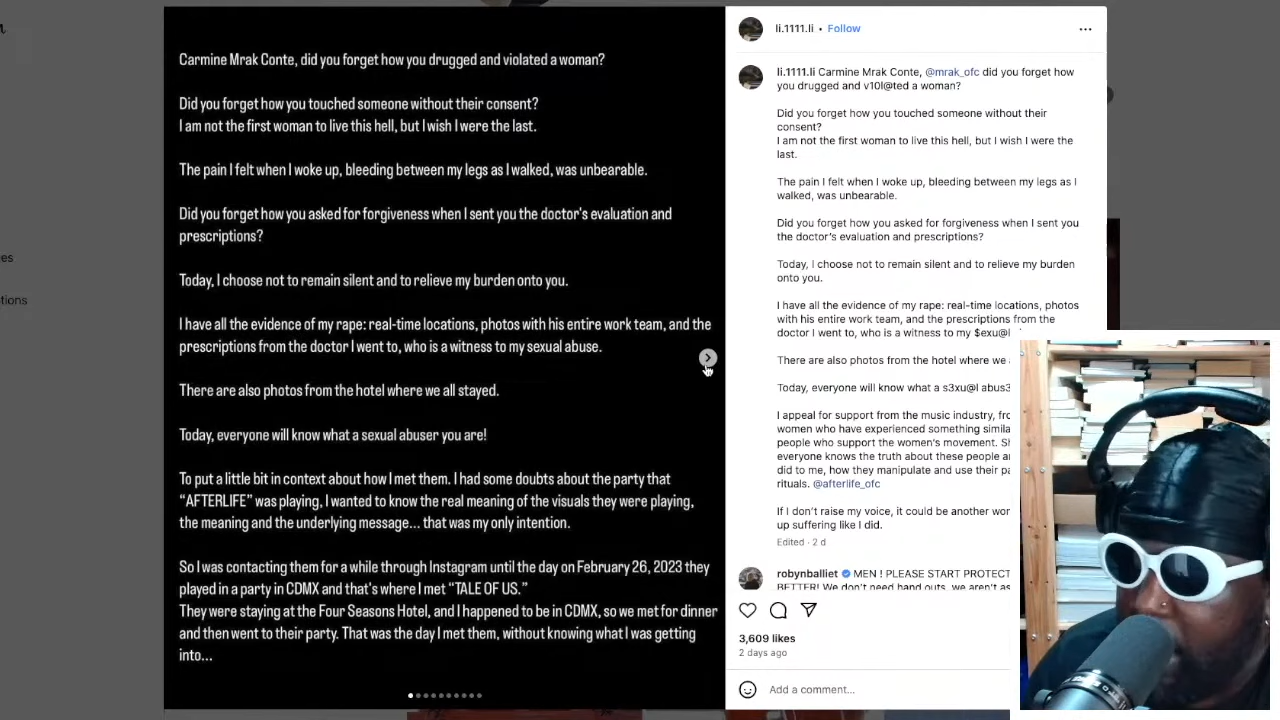 Carmine Mrak Conte, did you forget how you drugged and violated a woman?
Did you forget how you touched someone without their consent?
I am not the first woman to live this hell, but I wish I were the last.
The pain I felt when I woke up, bleeding between my legs as I walked, was unbearable.
Did you forget how you asked for forgiveness when I sent you the doctor's evaluation and
prescriptions?
Today, I choose not to remain silent and to relieve my burden onto you.
I have all the evidence of my rape: real-time locations, photos with his entire work team, and the
prescriptions from the doctor I went to, who is a witness to my sexual abuse.
There are also photos from the hotel where we all stayed.
Today, everyone will know what a sexual abuser you are!
To put a little bit in context about how I met them. I had some doubts about the party that
“AFTERLIFE” was playing, I wanted to know the real meaning of the visuals they were playing,
the meaning and the underlying message... that was my only intention.
So I was contacting them for a while through Instagram until the day on February 26, 2023 they
played in a party in CDMX and that's where I met “TALE OF US.”
They were staying at the Four Seasons Hotel, and I happened to be in CDMX, so we met for dinner
and then went to their party. That was the day I met them, without knowing what I was getting
into...
li.1111.li • Follow
li.1111.li Carmine Mrak Conte, @mrak_ofc did you forget how
you drugged and v10l@ted a woman?
Did you forget how you touched someone without their
consent?
I am not the first woman to live this hell, but I wish I were the
last.
The pain I felt when I woke up, bleeding between my legs as I
walked, was unbearable.
Did you forget how you asked for forgiveness when I sent you
the doctor's evaluation and prescriptions?
Today, I choose not to remain silent and to relieve my burden
onto you.
I have all the evidence of my rape: real-time locations, photos
with his entire work team, and the prescriptions from the
doctor I went to, who is a witness to my $exu@l
There are also photos from the hotel where we
Today, everyone will know what a s3xu@l abus3
I appeal for support from the music industry,
women who have experienced something
people who support the women's movement.
everyone knows the truth about these people
did to me, how they manipulate and use their
rituals. @afterlife_ofc
If I don't raise my voice, it could be another
up suffering like I did.
Edited · 2 d
robynballiet MEN ! PLEASE START PROTECT
BETTER! We don't need hand outs, we aren't
3,609 likes
2 days ago
Add a comment...
es
otions